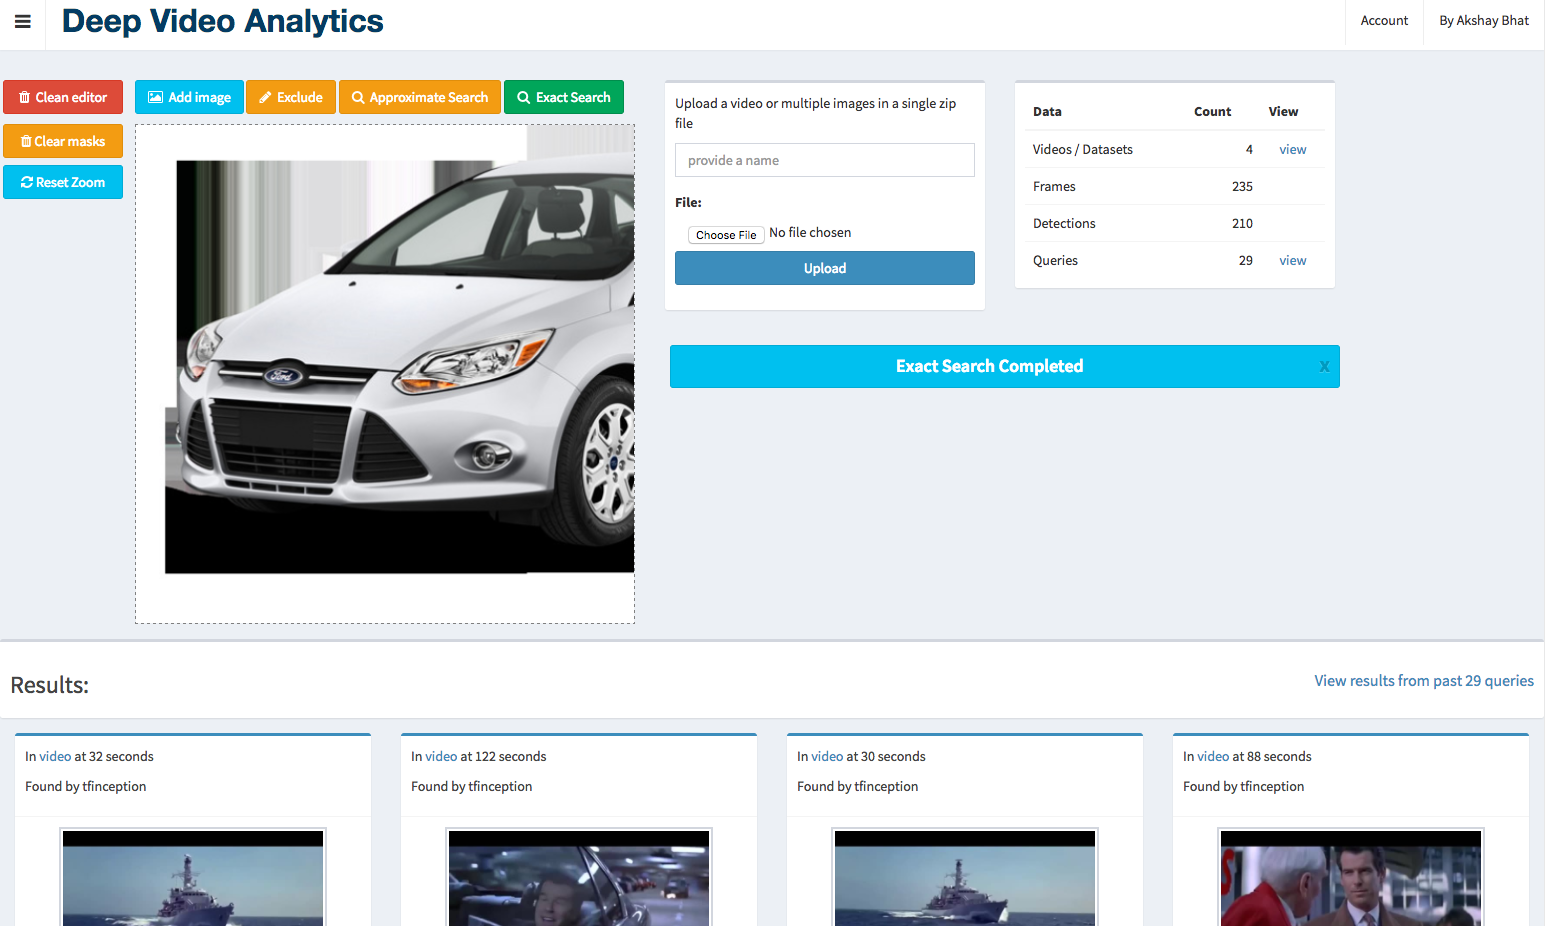 Deep Video Analytics
Account
By Akshay Bhat
Clean editor
Add image
Exclude
Approximate Search
Exact Search
Clear masks
Reset Zoom
Ford
Upload a video or multiple images in a single zip
file
provide a name
File:
Choose File No file chosen
Upload
Data Count View
Videos / Datasets 4 view
Frames 235
Detections 210
Queries 29 view
Exact Search Completed
x
Results:
View results from past 29 queries
In video at 32 seconds
Found by tfinception
In video at 122 seconds
Found by tfinception
In video at 30 seconds
Found by tfinception
In video at 88 seconds
Found by tfinception